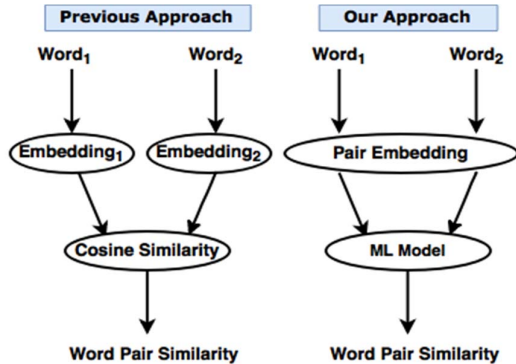 Previous Approach
Word₁ Word₂
Embedding₁ Embedding₂
Cosine Similarity
Word Pair Similarity
Our Approach
Word₁ Word₂
Pair Embedding
ML Model
Word Pair Similarity